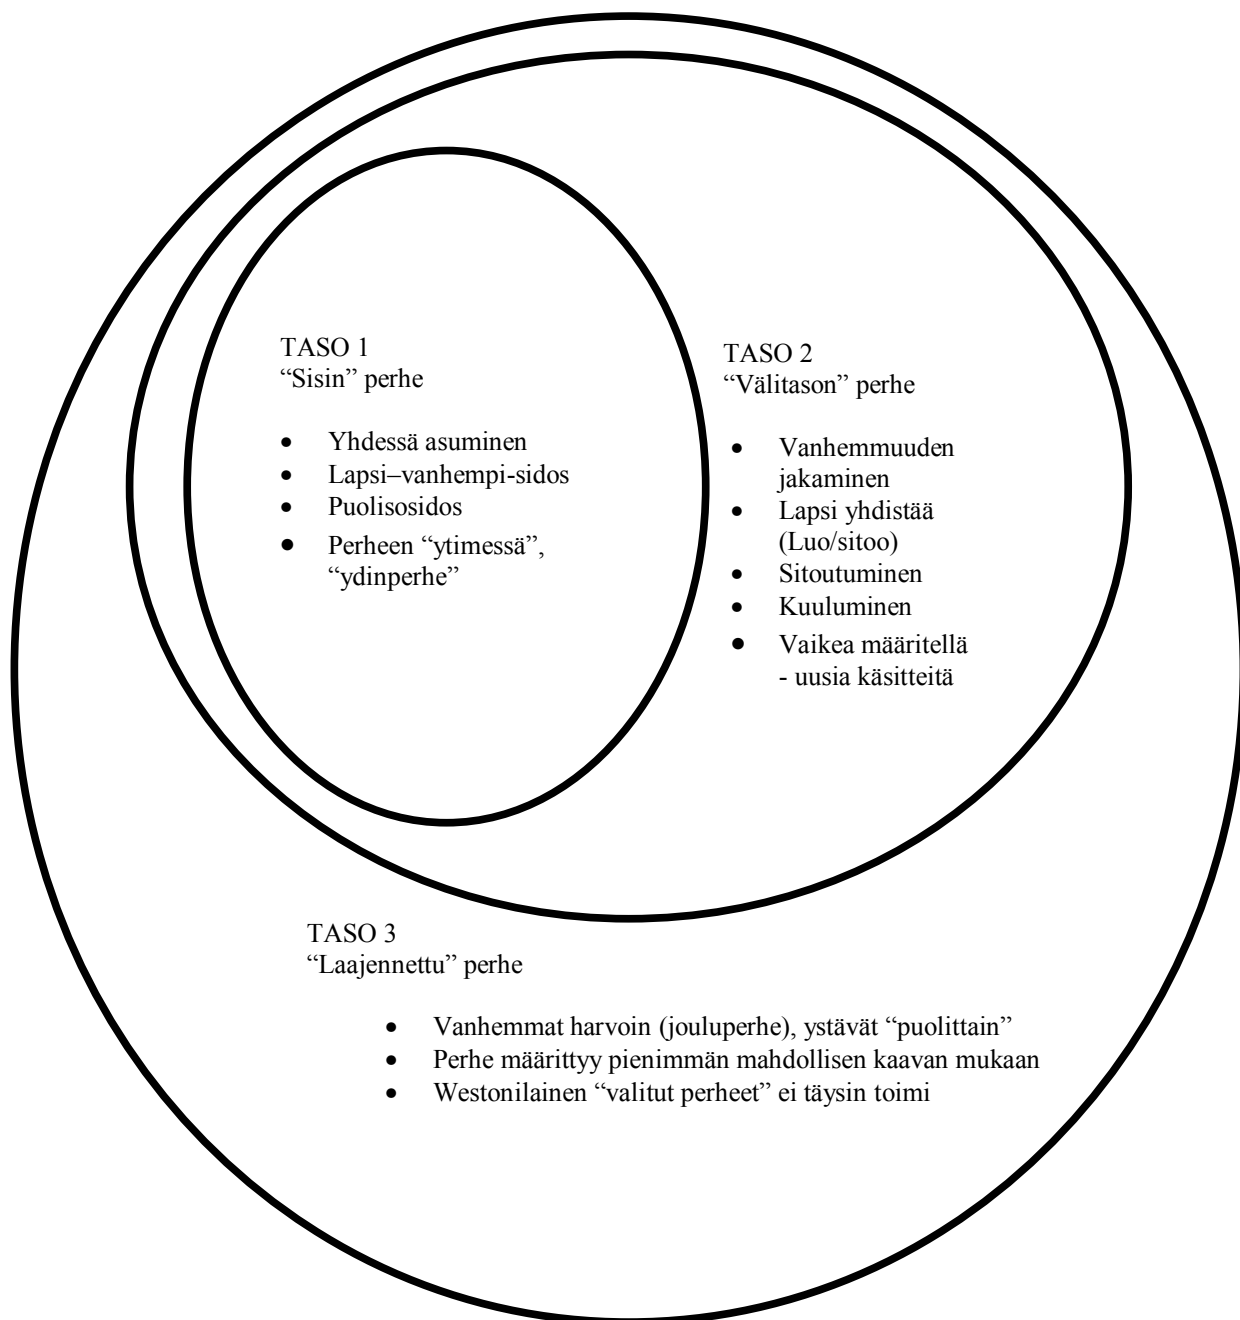 TASO 1
“Sisin” perhe
• Yhdessä asuminen
• Lapsi–vanhempi-sidos
• Puolisosidos
• Perheen “ytimessä”,
“ydinperhe”
TASO 2
“Välitason” perhe
• Vanhemmuuden
jakaminen
• Lapsi yhdistää
(Luo/sitoo)
• Sitoutuminen
• Kuuluminen
• Vaikea määritellä
- uusia käsitteitä
TASO 3
“Laajennettu” perhe
• Vanhemmat harvoin (jouluperhe), ystävät “puolittain”
• Perhe määrittyy pienimmän mahdollisen kaavan mukaan
• Westonilainen “valitut perheet” ei täysin toimi